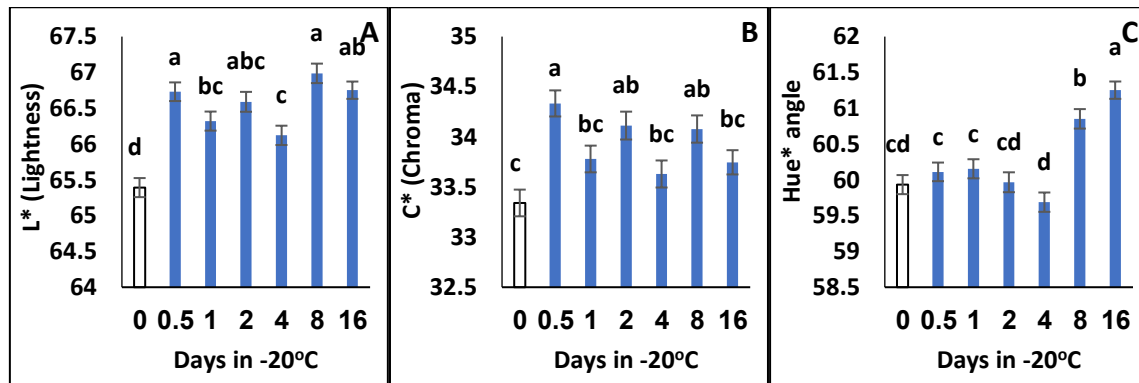 A
L* (Lightness)
67.5
67
66.5
66
65.5
65
64.5
64
d
a
bc
abc
c
a
ab
0 0.5 1 2 4 8 16
Days in -20°C
B
C* (Chroma)
35
34.5
34
33.5
33
32.5
c
a
bc
ab
bc
ab
bc
0 0.5 1 2 4 8 16
Days in -20°C
C
Hue* angle
62
61.5
61
60.5
60
59.5
59
58.5
cd
c
c
cd
d
b
a
0 0.5 1 2 4 8 16
Days in -20°C